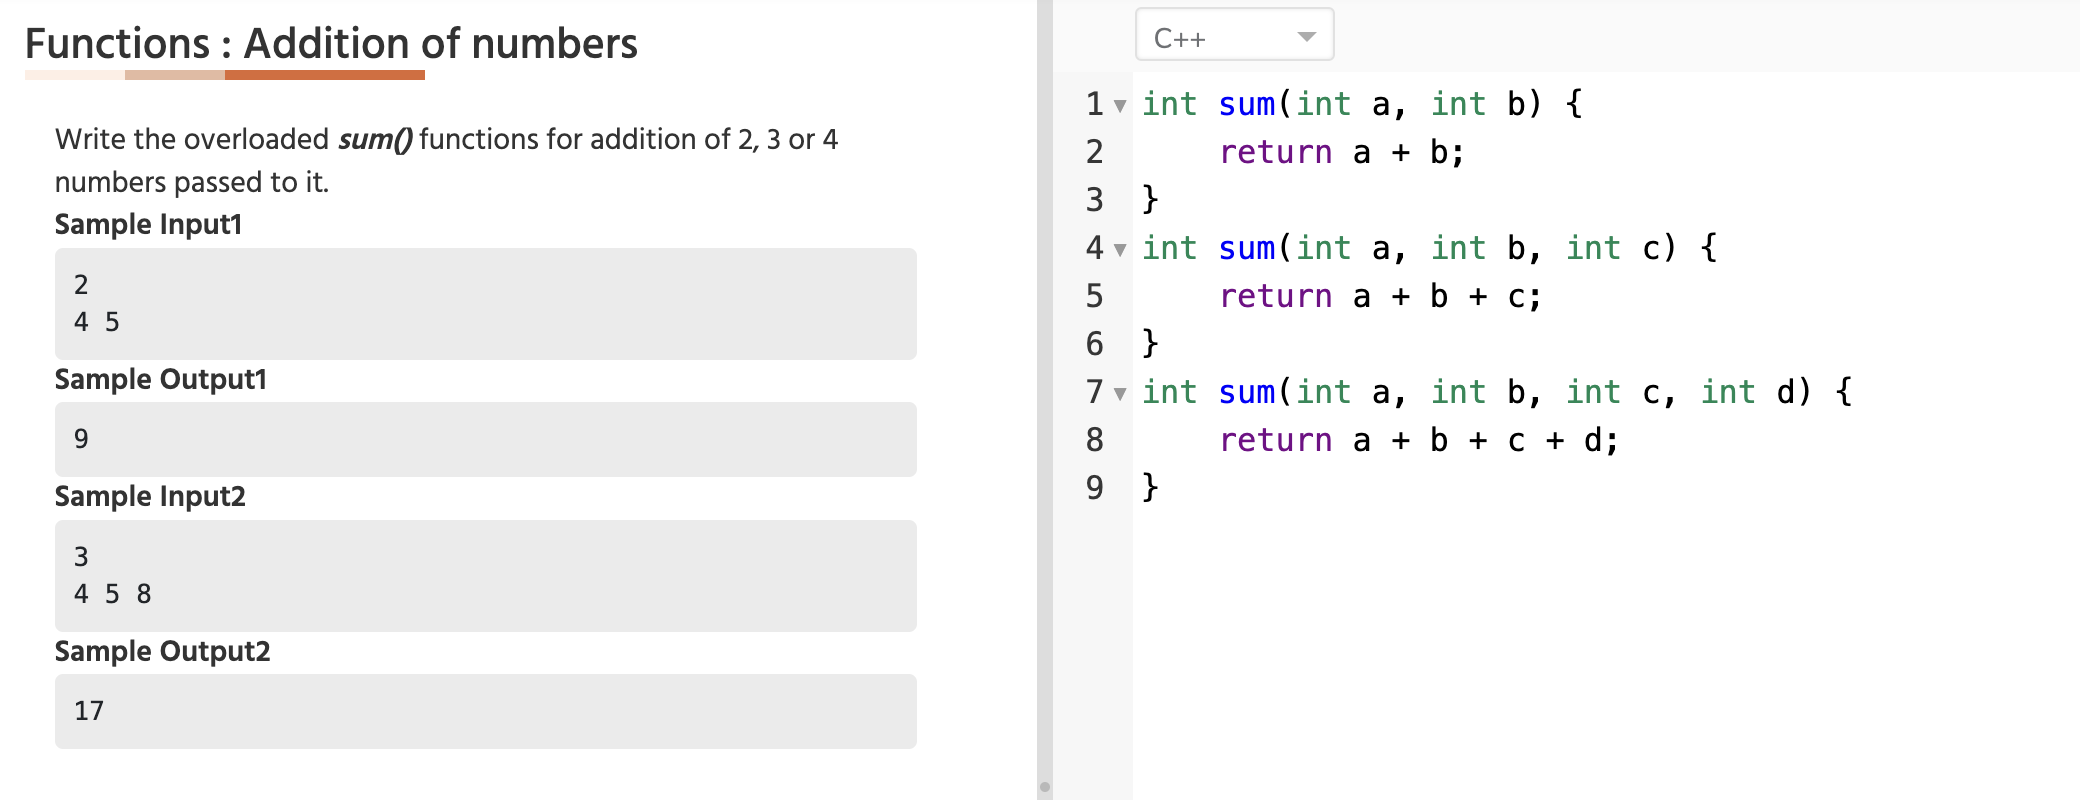 Functions : Addition of numbers
Write the overloaded sum() functions for addition of 2, 3 or 4
numbers passed to it.
Sample Input1
2
4 5
Sample Output1
9
Sample Input2
3
4 5 8
Sample Output2
17
C++
1 int sum(int a, int b) {
2     return a + b;
3 }
4 int sum(int a, int b, int c) {
5     return a + b + c;
6 }
7 int sum(int a, int b, int c, int d) {
8     return a + b + c + d;
9 }